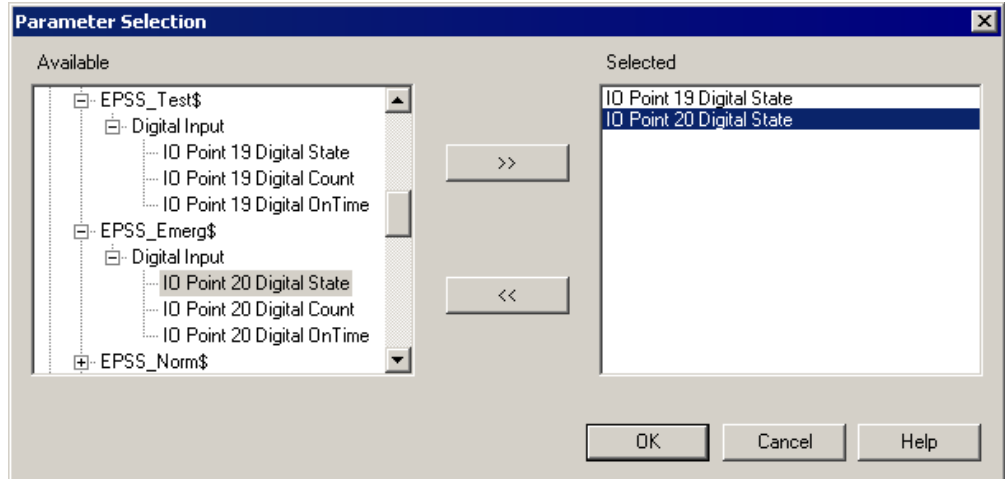 Parameter Selection
Available
EPSS_Test$
Digital Input
IO Point 19 Digital State
IO Point 19 Digital Count
IO Point 19 Digital OnTime
EPSS_Emerg$
Digital Input
IO Point 20 Digital State
IO Point 20 Digital Count
IO Point 20 Digital OnTime
EPSS_Norm$
>>
<<
Selected
IO Point 19 Digital State
IO Point 20 Digital State
OK
Cancel
Help